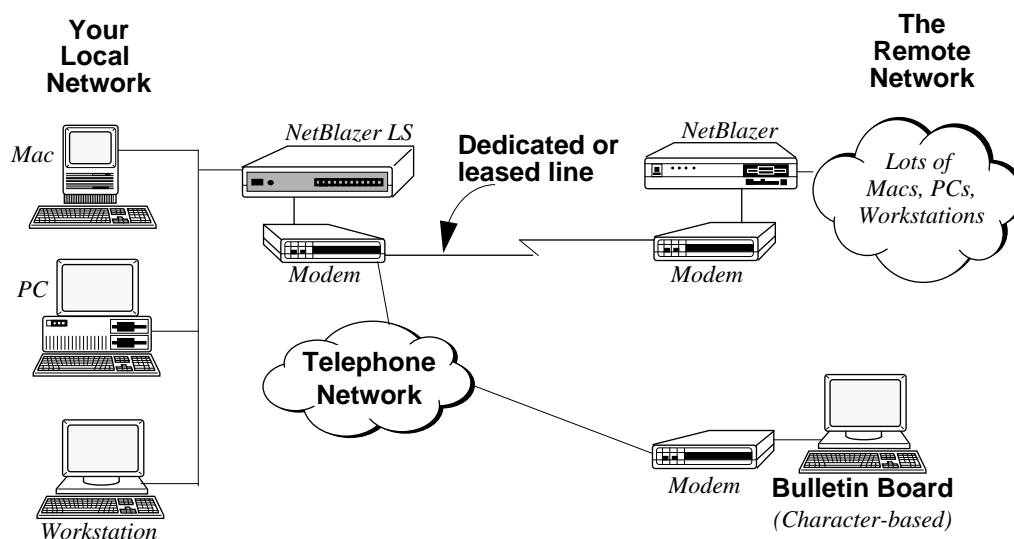 Your
Local
Network
The
Remote
Network
Mac
NetBlazer LS
Dedicated or
leased line
NetBlazer
Lots of
Macs, PCs,
Workstations
Modem
Modem
PC
Telephone
Network
Workstation
Modem
Bulletin Board
(Character-based)